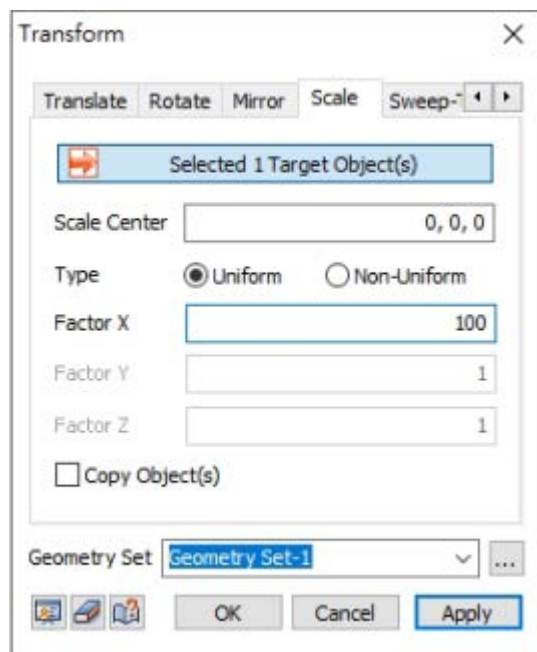 Transform
Translate Rotate Mirror Scale Sweep-
Selected 1 Target Object(s)
Scale Center 0, 0, 0
Type Uniform Non-Uniform
Factor X 100
Factor Y 1
Factor Z 1
Copy Object(s)
Geometry Set Geometry Set-1 ...
OK Cancel Apply